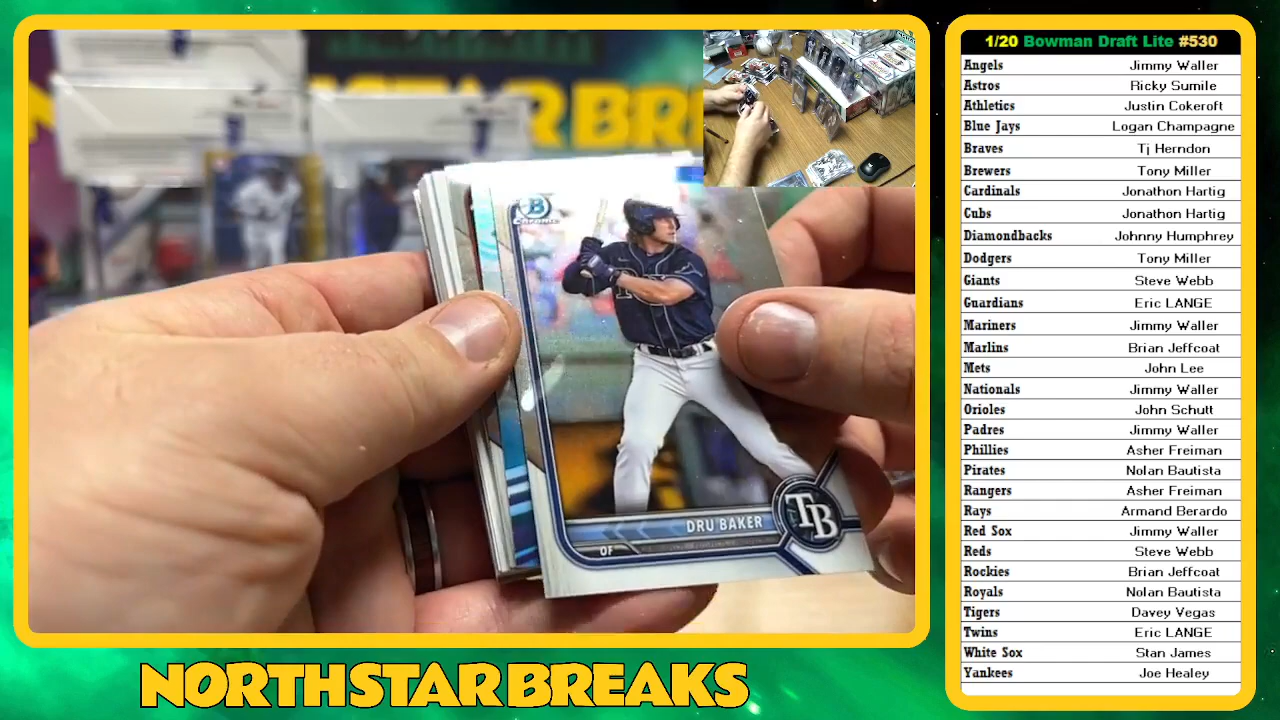 1/20 Bowman Draft Lite #530
Angels Jimmy Waller
Astros Ricky Sumile
Athletics Justin Cokeroft
Blue Jays Logan Champagne
Braves Tj Herndon
Brewers Tony Miller
Cardinals Jonathon Hartig
Cubs Jonathon Hartig
Diamondbacks Johnny Humphrey
Dodgers Tony Miller
Giants Steve Webb
Guardians Eric LANGE
Mariners Jimmy Waller
Marlins Brian Jeffcoat
Mets John Lee
Nationals Jimmy Waller
Orioles John Schutt
Padres Jimmy Waller
Phillies Asher Freiman
Pirates Nolan Bautista
Rangers Asher Freiman
Rays Armand Berardo
Red Sox Jimmy Waller
Reds Steve Webb
Rockies Brian Jeffcoat
Royals Nolan Bautista
Tigers Davey Vegas
Twins Eric LANGE
White Sox Stan James
Yankees Joe Healey
B
Chrome
DRU BAKER
OF
TB
NORTHSTAR BREAKS